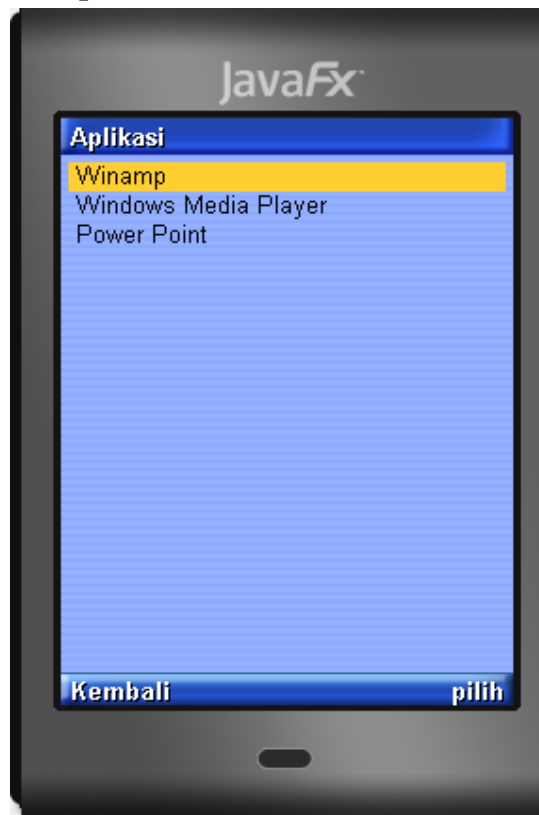 JavaFx
Aplikasi
Winamp
Windows Media Player
Power Point
Kembali pilih